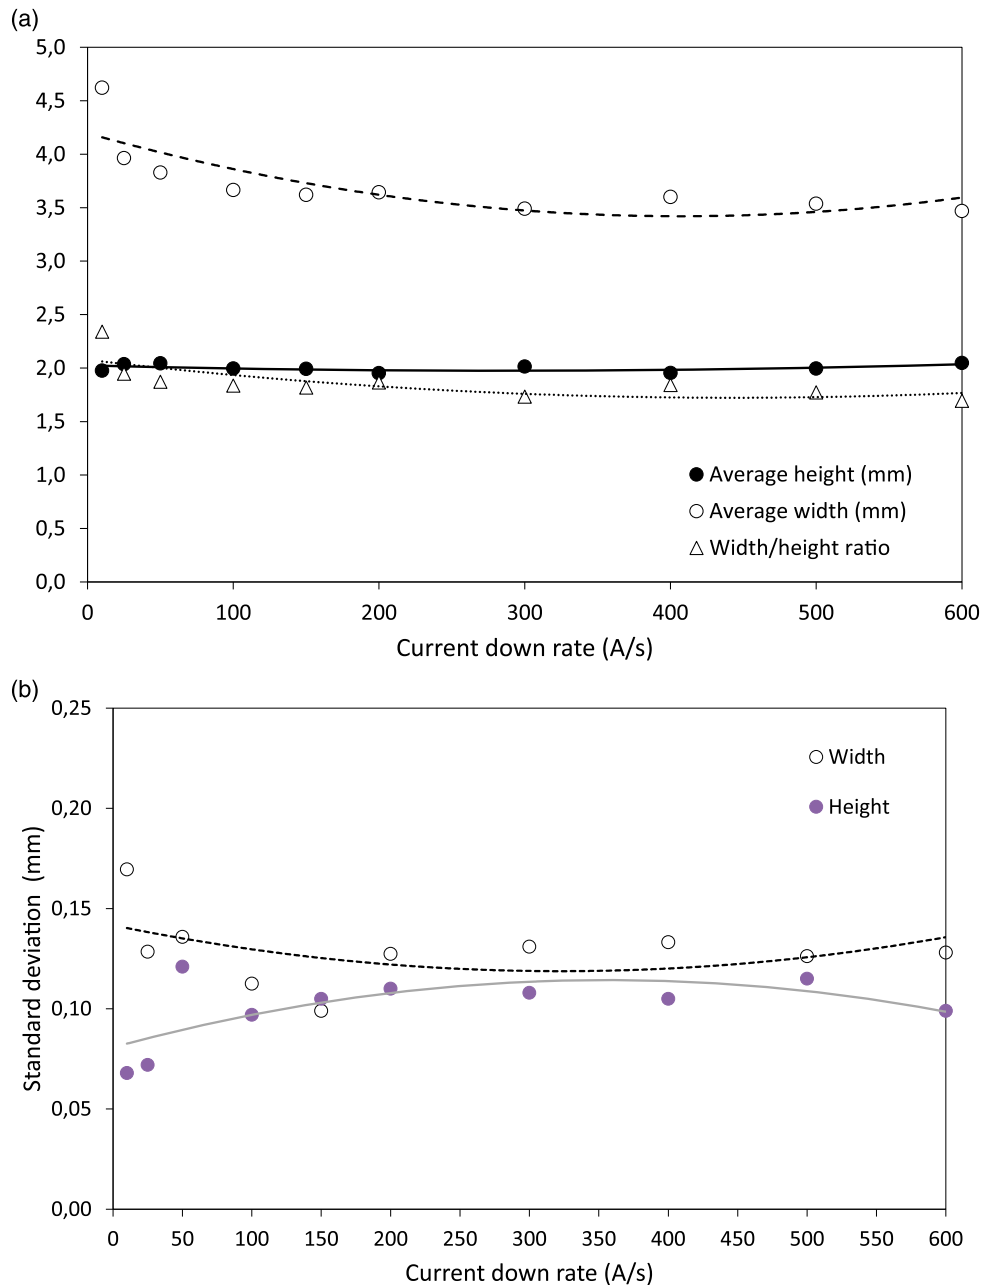 (a)
5,0
4,5
4,0
3,5
3,0
2,5
2,0
1,5
1,0
0,5
0,0
Average height (mm)
Average width (mm)
Width/height ratio
0 100 200 300 400 500 600
Current down rate (A/s)
(b)
0,25
0,20
0,15
0,10
0,05
0,00
Standard deviation (mm)
Width
Height
0 50 100 150 200 250 300 350 400 450 500 550 600
Current down rate (A/s)